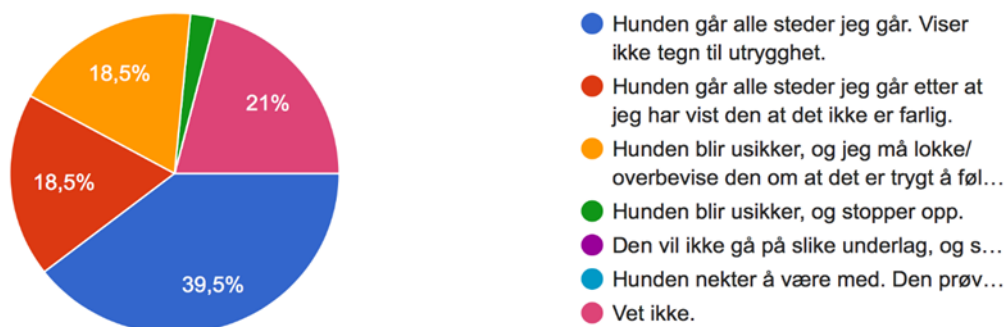 18,5%
21%
18,5%
39,5%
Hunden går alle steder jeg går. Viser
ikke tegn til utrygghet.
Hunden går alle steder jeg går etter at
jeg har vist den at det ikke er farlig.
Hunden blir usikker, og jeg må lokke/
overbevise den om at det er trygt å føl…
Hunden blir usikker, og stopper opp.
Den vil ikke gå på slike underlag, og s…
Hunden nekter å være med. Den prøv…
Vet ikke.